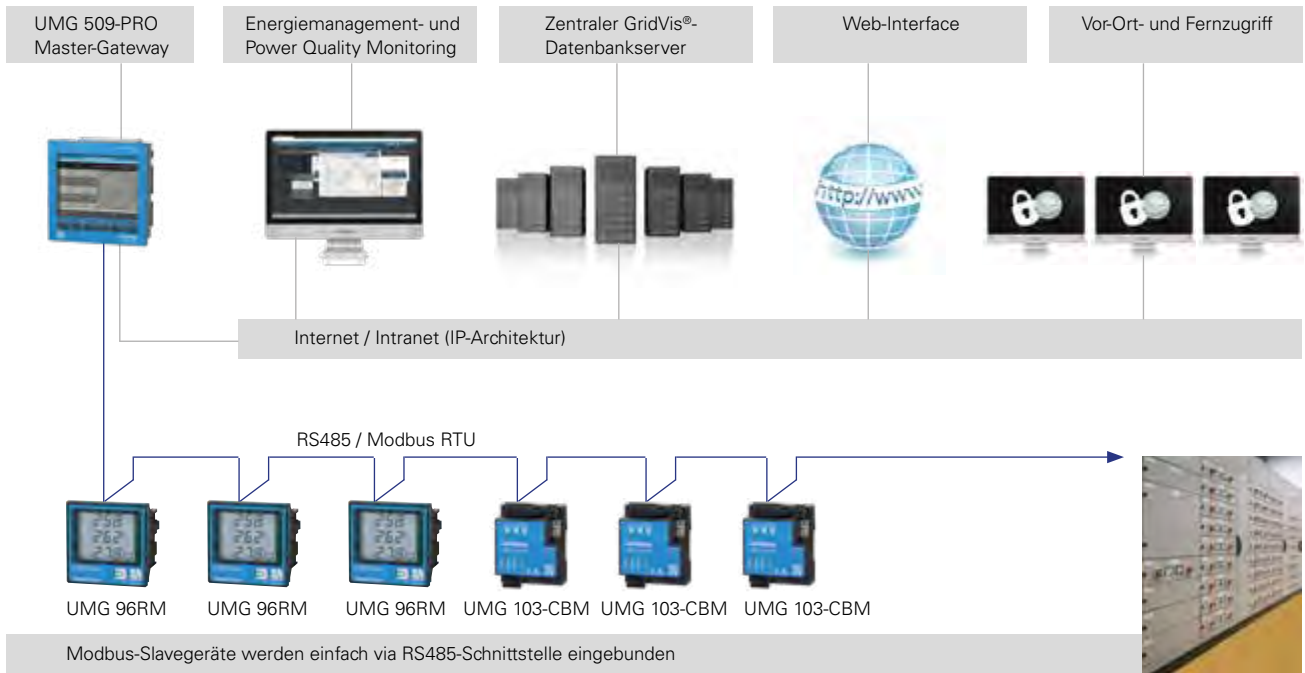 UMG 509-PRO
Master-Gateway
Energiemanagement- und
Power Quality Monitoring
Zentraler GridVis®-
Datenbankserver
Web-Interface
Vor-Ort- und Fernzugriff
http://www
Internet / Intranet (IP-Architektur)
RS485 / Modbus RTU
UMG 96RM
UMG 96RM
UMG 96RM
UMG 103-CBM
UMG 103-CBM
UMG 103-CBM
Modbus-Slavegeräte werden einfach via RS485-Schnittstelle eingebunden